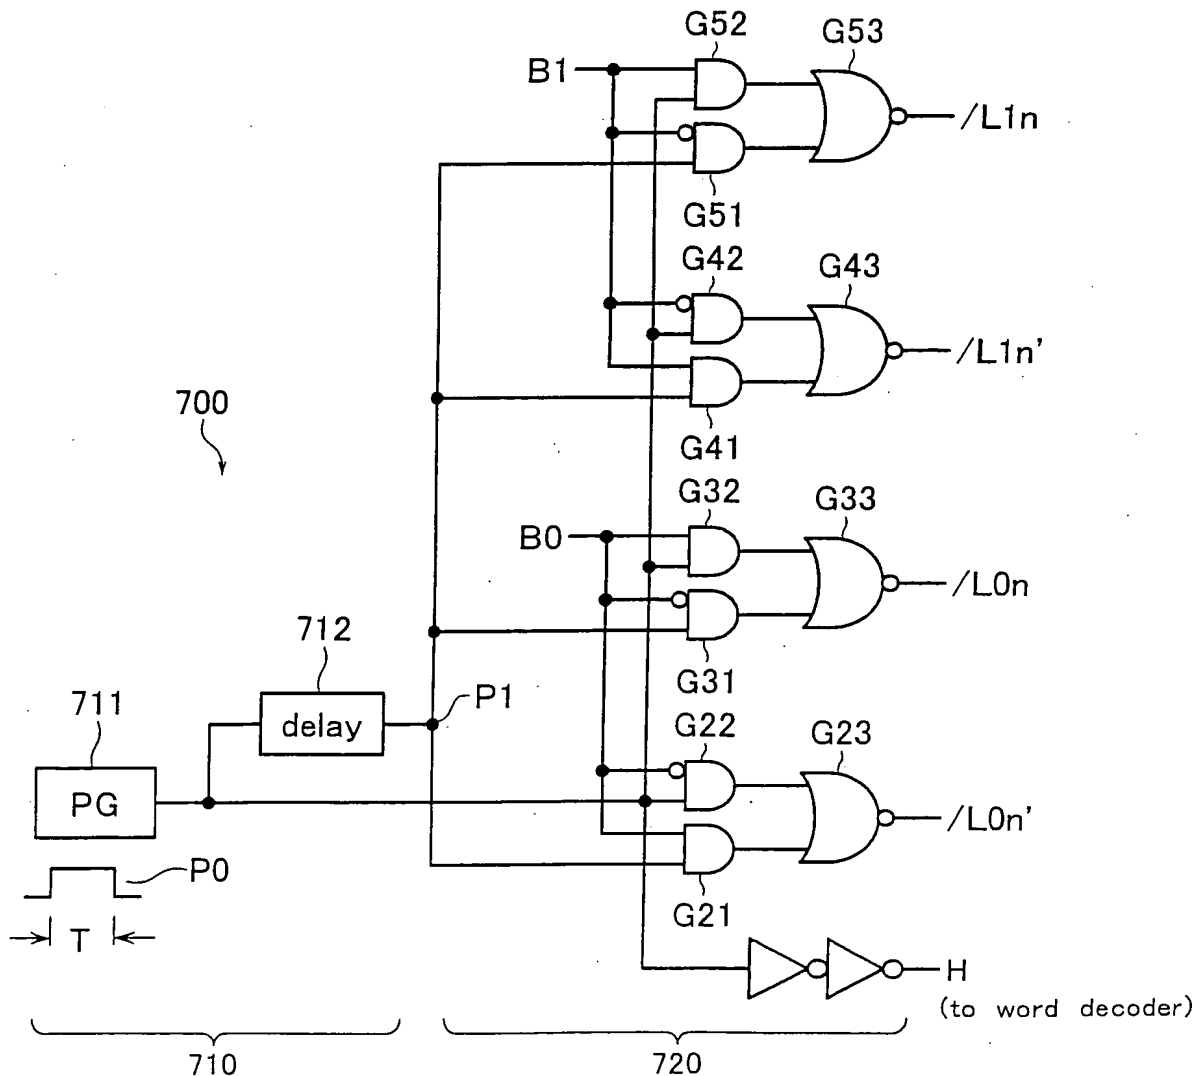 G52
G53
B1
/L1n
G51
G42
G43
/L1n'
700
G41
G32
G33
B0
/L0n
712
G31
711
delay
P1
G22
G23
PG
/L0n'
P0
G21
T
H
(to word decoder)
710
720